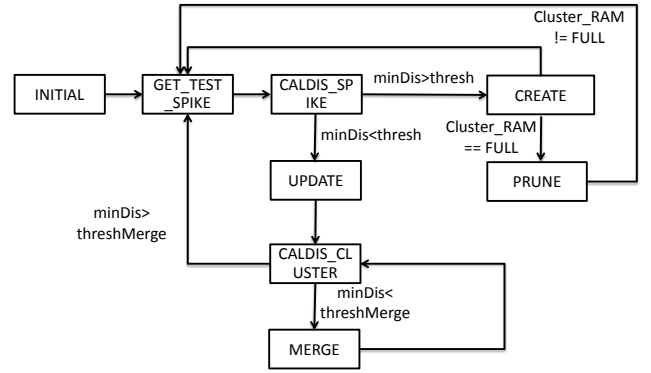 Cluster_RAM
!= FULL
INITIAL
GET_TEST
_SPIKE
CALDIS_SP
IKE
minDis>thresh
CREATE
minDis<thresh
Cluster_RAM
== FULL
UPDATE
PRUNE
minDis>
threshMerge
CALDIS_CL
USTER
minDis<
threshMerge
MERGE